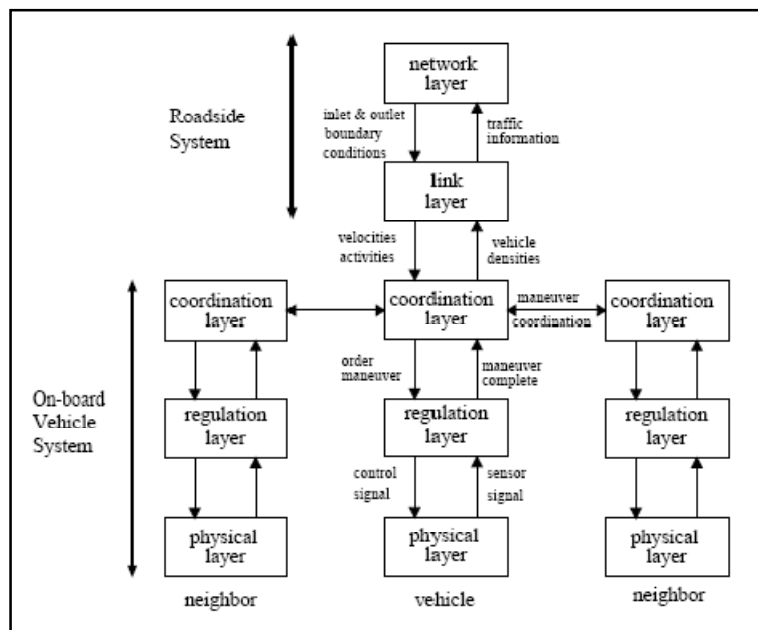 network
layer
Roadside
System
inlet & outlet
boundary
conditions
traffic
information
link
layer
velocities
activities
vehicle
densities
coordination
layer
coordination
layer
maneuver
coordination
coordination
layer
On-board
Vehicle
System
order
maneuver
maneuver
complete
regulation
layer
regulation
layer
regulation
layer
control
signal
sensor
signal
physical
layer
physical
layer
physical
layer
neighbor
vehicle
neighbor